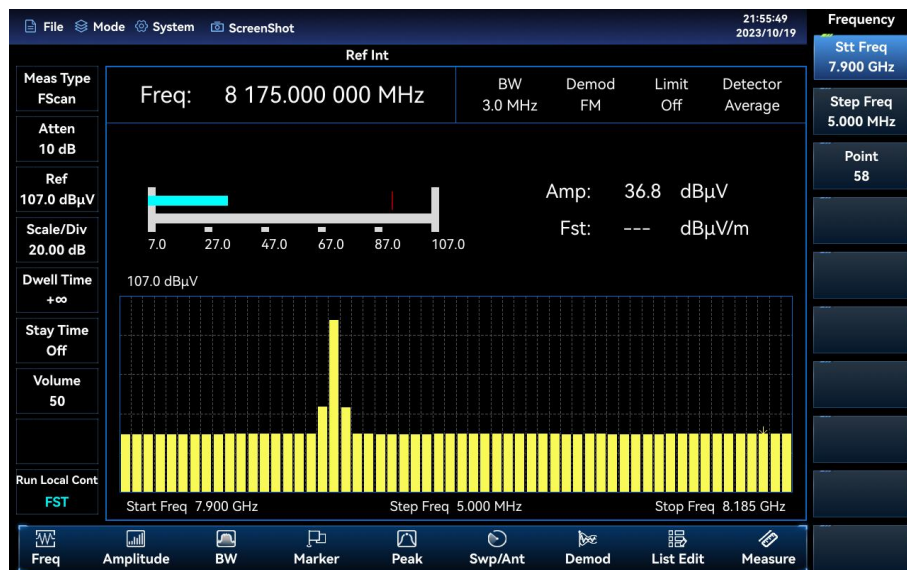 File Mode System ScreenShot
21:55:49
2023/10/19
Frequency
Ref Int
Stt Freq
7.900 GHz
Meas Type
FScan
Freq: 8 175.000 000 MHz
BW
3.0 MHz
Demod
FM
Limit
Off
Detector
Average
Step Freq
5.000 MHz
Atten
10 dB
Point
58
Ref
107.0 dBμV
Amp: 36.8 dBμV
Fst: --- dBμV/m
Scale/Div
20.00 dB
7.0 27.0 47.0 67.0 87.0 107.0
Dwell Time
+∞
107.0 dBμV
Stay Time
Off
Volume
50
Run Local Cont
FST
Start Freq 7.900 GHz Step Freq 5.000 MHz Stop Freq 8.185 GHz
Freq Amplitude BW Marker Peak Swp/Ant Demod List Edit Measure